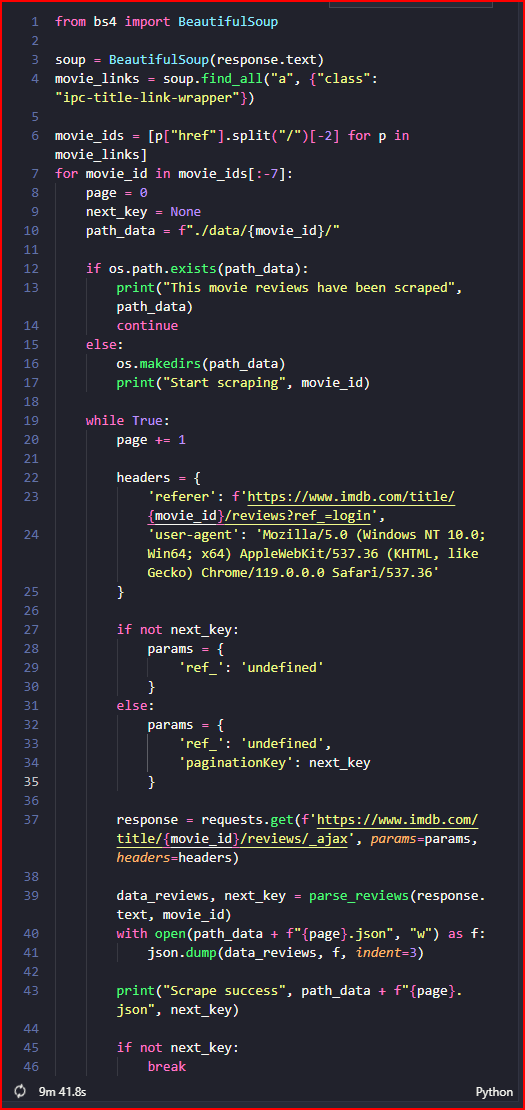 1 from bs4 import BeautifulSoup
2
3 soup = BeautifulSoup(response.text)
4 movie_links = soup.find_all("a", {"class":
"ipc-title-link-wrapper"})
5
6 movie_ids = [p["href"].split("/")[-2] for p in
movie_links]
7 for movie_id in movie_ids[:-7]:
8     page = 0
9     next_key = None
10     path_data = f"./data/{movie_id}/"
11
12     if os.path.exists(path_data):
13         print("This movie reviews have been scraped",
        path_data)
14         continue
15     else:
16         os.makedirs(path_data)
17         print("Start scraping", movie_id)
18
19     while True:
20         page += 1
21
22         headers = {
23             'referer': f'https://www.imdb.com/title/
            {movie_id}/reviews?ref_=login',
24             'user-agent': 'Mozilla/5.0 (Windows NT 10.0;
            Win64; x64) AppleWebKit/537.36 (KHTML, like
            Gecko) Chrome/119.0.0.0 Safari/537.36'
25         }
26
27         if not next_key:
28             params = {
29                 'ref_': 'undefined'
30             }
31         else:
32             params = {
33                 'ref_': 'undefined',
34                 'paginationKey': next_key
35             }
36
37         response = requests.get(f'https://www.imdb.com/
        title/{movie_id}/reviews/_ajax', params=params,
        headers=headers)
38
39         data_reviews, next_key = parse_reviews(response.
        text, movie_id)
40         with open(path_data + f"{page}.json", "w") as f:
41             json.dump(data_reviews, f, indent=3)
42
43         print("Scrape success", path_data + f"{page}.
        json", next_key)
44
45         if not next_key:
46             break
9m 41.8s Python